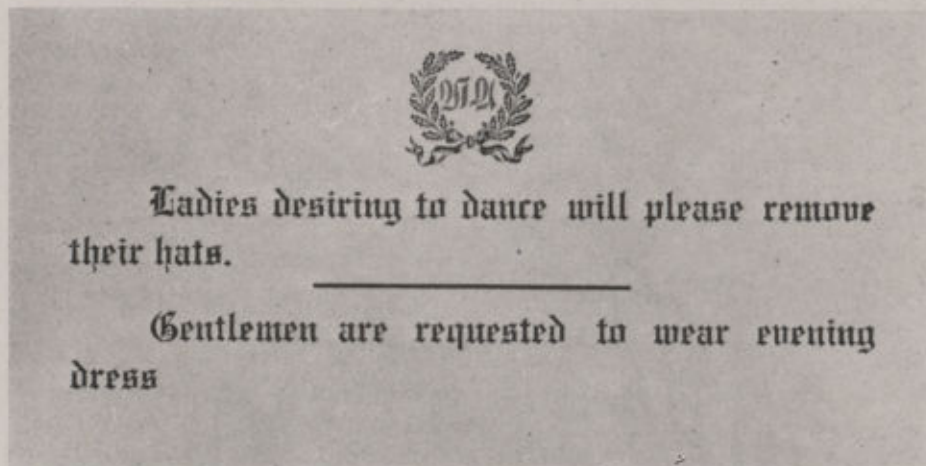 Ladies desiring to dance will please remove
their hats.
Gentlemen are requested to wear evening
dress